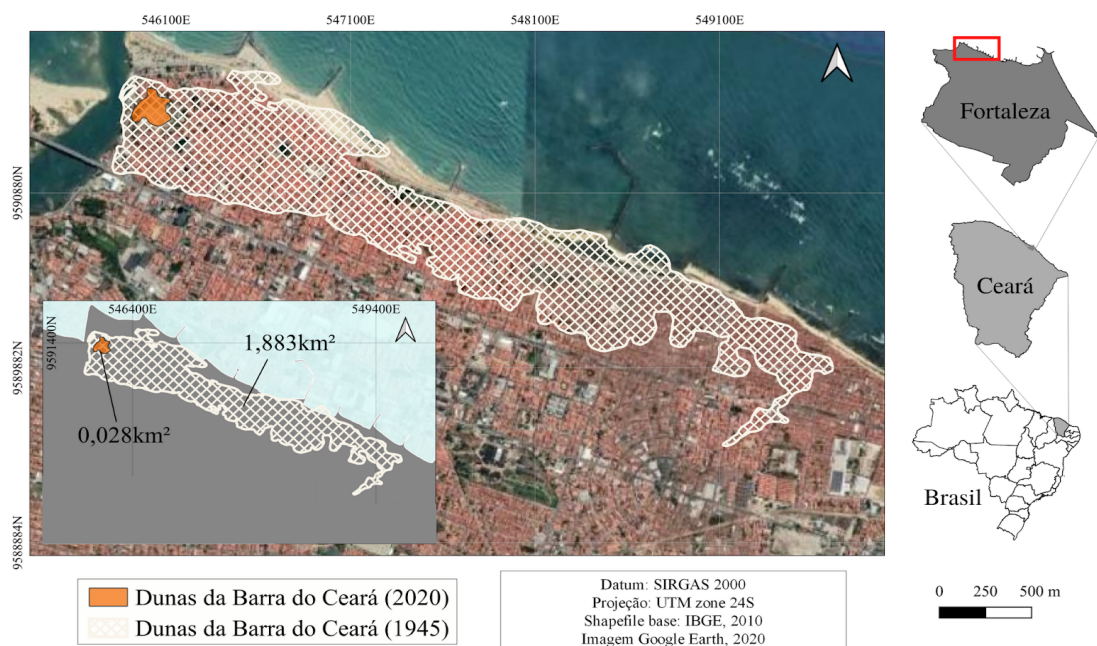 546100E
547100E
548100E
549100E
9590880N
9589882N
9588884N
546400E
549400E
9591400N
1,883km²
0,028km²
Fortaleza
Ceará
Brasil
Dunas da Barra do Ceará (2020)
Dunas da Barra do Ceará (1945)
Datum: SIRGAS 2000
Projeção: UTM zone 24S
Shapefile base: IBGE, 2010
Imagem Google Earth, 2020
0 250 500 m